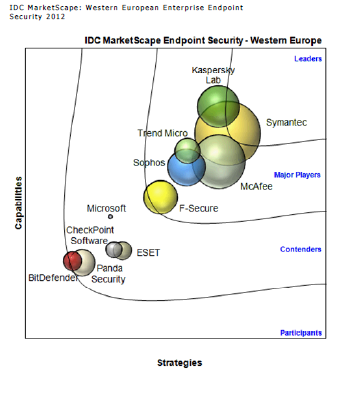 IDC MarketScape: Western European Enterprise Endpoint
Security 2012
IDC MarketScape Endpoint Security - Western Europe
Leaders
Kaspersky
Lab
Symantec
Trend Micro
Sophos
Major Players
McAfee
Capabilities
F-Secure
Microsoft
CheckPoint
Software
ESET
Contenders
Panda
Security
BitDefender
Participants
Strategies